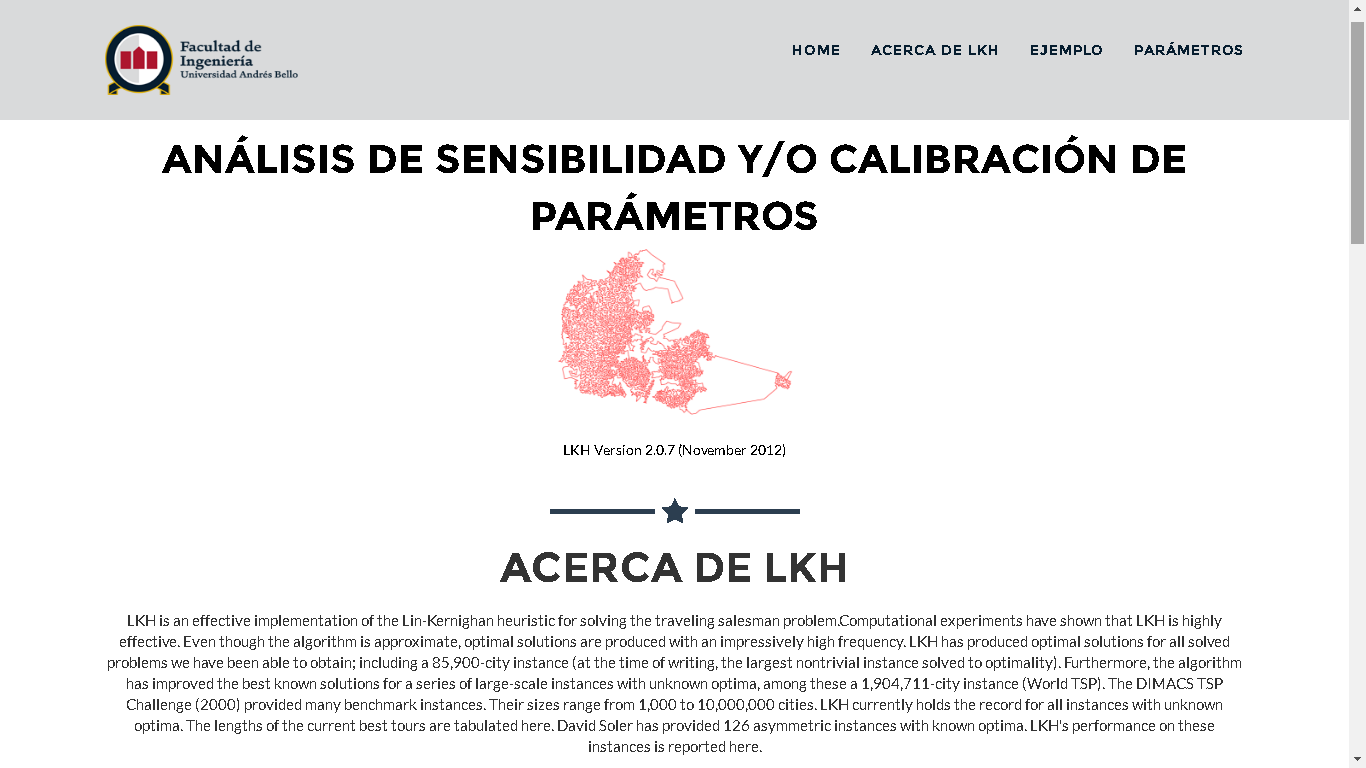 Facultad de
Ingeniería
Universidad Andrés Bello
HOME ACERCA DE LKH EJEMPLO PARÁMETROS
ANÁLISIS DE SENSIBILIDAD Y/O CALIBRACIÓN DE
PARÁMETROS
LKH Version 2.0.7 (November 2012)
ACERCA DE LKH
LKH is an effective implementation of the Lin-Kernighan heuristic for solving the traveling salesman problem.Computational experiments have shown that LKH is highly
effective. Even though the algorithm is approximate, optimal solutions are produced with an impressively high frequency. LKH has produced optimal solutions for all solved
problems we have been able to obtain; including a 85,900-city instance (at the time of writing, the largest nontrivial instance solved to optimality). Furthermore, the algorithm
has improved the best known solutions for a series of large-scale instances with unknown optima, among these a 1,904,711-city instance (World TSP). The DIMACS TSP
Challenge (2000) provided many benchmark instances. Their sizes range from 1,000 to 10,000,000 cities. LKH currently holds the record for all instances with unknown
optima. The lengths of the current best tours are tabulated here. David Soler has provided 126 asymmetric instances with known optima. LKH's performance on these
instances is reported here.